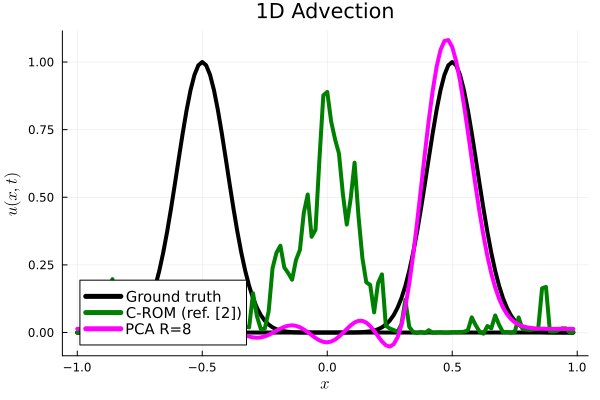 1D Advection
u(x, t)
1.00
0.75
0.50
0.25
0.00
Ground truth
C-ROM (ref. [2])
PCA R=8
−1.0
−0.5
0.0
0.5
1.0
x